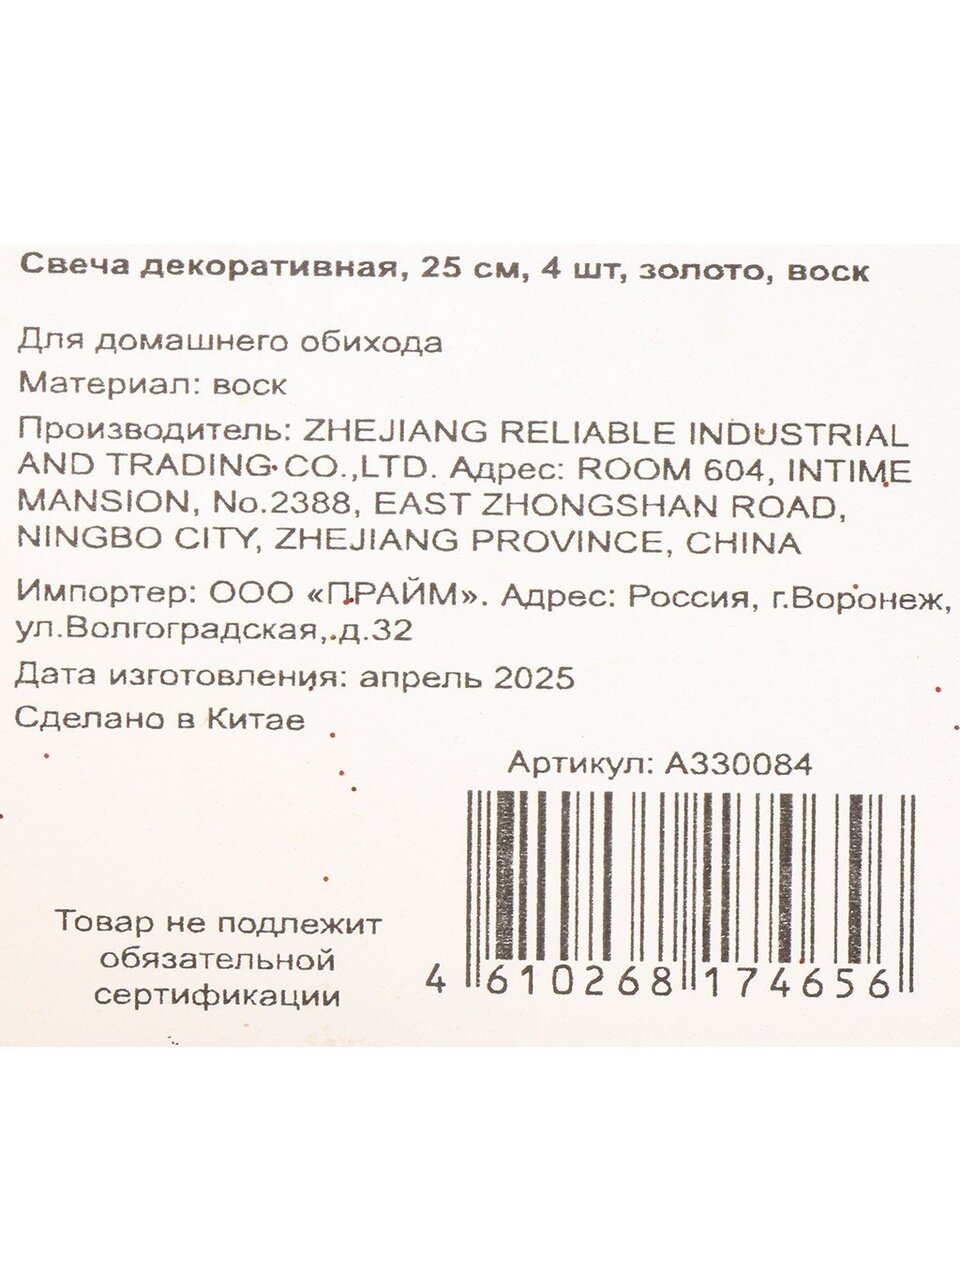 Свеча декоративная, 25 см, 4 шт, золото, воск
Для домашнего обихода
Материал: воск
Производитель: ZHEJIANG RELIABLE INDUSTRIAL
AND TRADING CO.,LTD. Адрес: ROOM 604, INTIME
MANSION, No.2388, EAST ZHONGSHAN ROAD,
NINGBO CITY, ZHEJIANG PROVINCE, CHINA
Импортер: ООО «ПРАЙМ». Адрес: Россия, г.Воронеж,
ул.Волгоградская, д.32
Дата изготовления: апрель 2025
Сделано в Китае
Артикул: А330084
Товар не подлежит
обязательной
сертификации
4 610268 174656